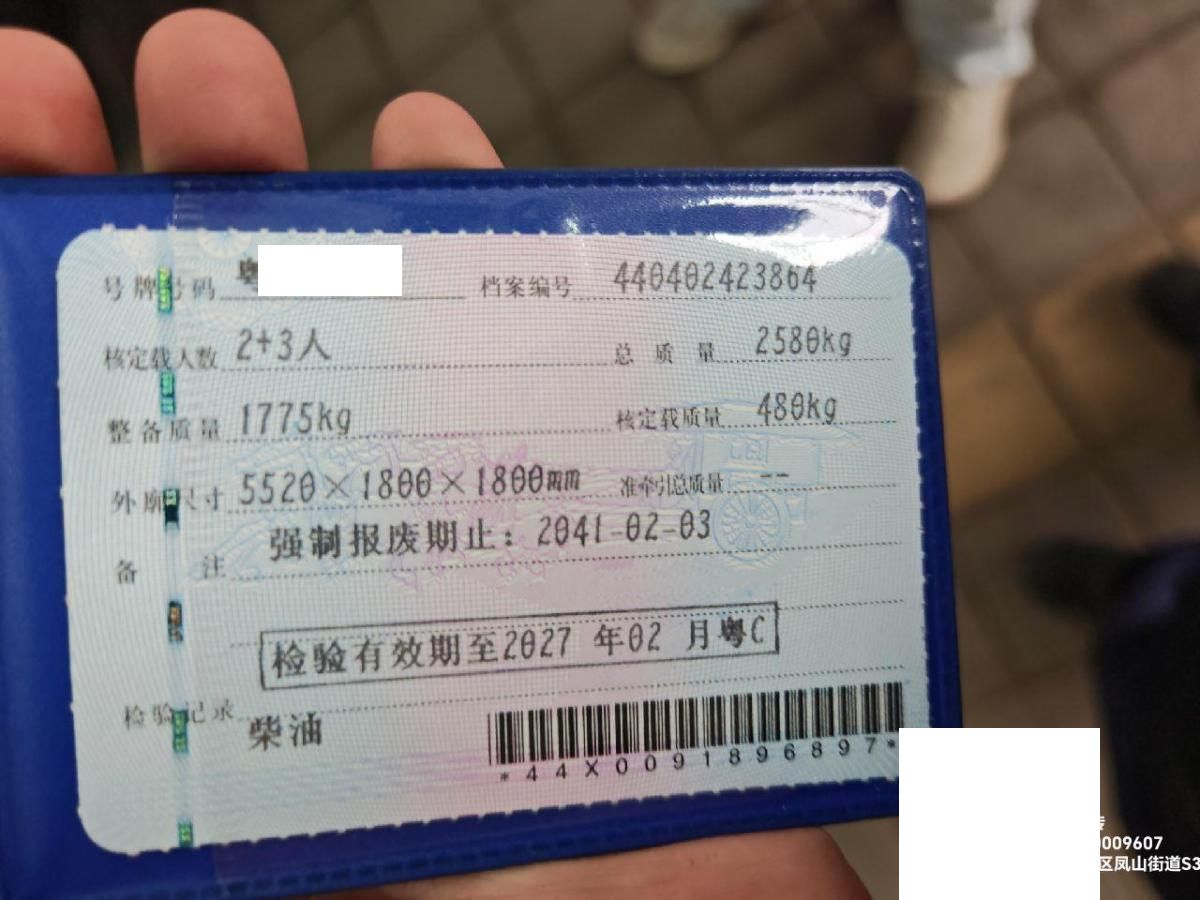 号牌号码 粤 档案编号 440402423864
核定载人数 2+3人 总质量 2580kg
整备质量 1775kg 核定载质量 480kg
外廓尺寸 5520×1800×1800mm 准牵引总质量 --
备注 强制报废期止：2041-02-03
检验有效期至2027 年02 月粤C
检验记录 柴油
*44X0091896897*
009607
区凤山街道S3